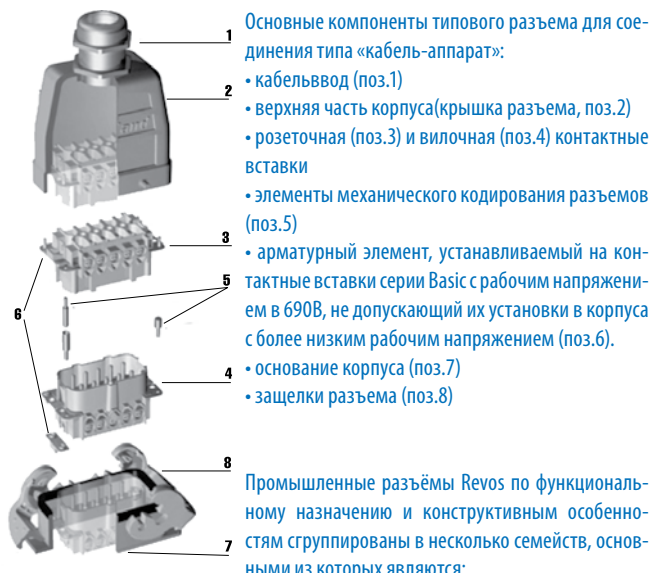 1
2
3
5
6
4
8
7
Основные компоненты типового разъема для сое-
динения типа «кабель-аппарат»:
• кабельввод (поз.1)
• верхняя часть корпуса(крышка разъема, поз.2)
• розеточная (поз.3) и вилочная (поз.4) контактные
вставки
• элементы механического кодирования разъемов
(поз.5)
• арматурный элемент, устанавливаемый на кон-
тактные вставки серии Basic с рабочим напряжени-
ем в 690В, не допускающий их установки в корпуса
с более низким рабочим напряжением (поз.6).
• основание корпуса (поз.7)
• защелки разъема (поз.8)
Промышленные разъёмы Revos по функциональ-
ному назначению и конструктивным особенно-
стям сгруппированы в несколько семейств, основ-
ными из которых являются: